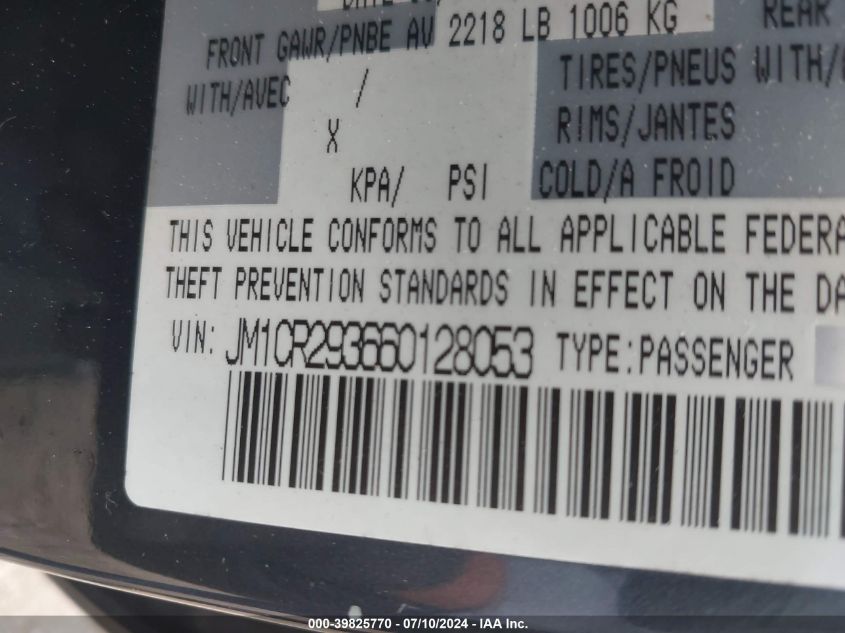 FRONT GAWR/PNBE AV 2218 LB 1006 KG
REAR
WITH/AVEC /
TIRES/PNEUS WITH/
X
RIMS/JANTES
KPA/ PSI COLD/A FROID
THIS VEHICLE CONFORMS TO ALL APPLICABLE FEDERA
THEFT PREVENTION STANDARDS IN EFFECT ON THE DA
VIN: JM1CR293660128053 TYPE:PASSENGER
000-39825770 / 07/10/2024 - Copyright © IAA, Inc.